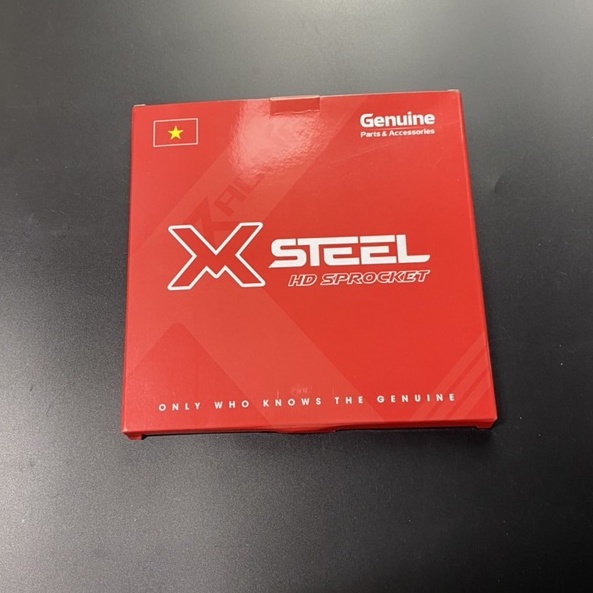 Genuine
Parts & Accessories
X STEEL
HD SPROCKET
ONLY WHO KNOWS THE GENUINE